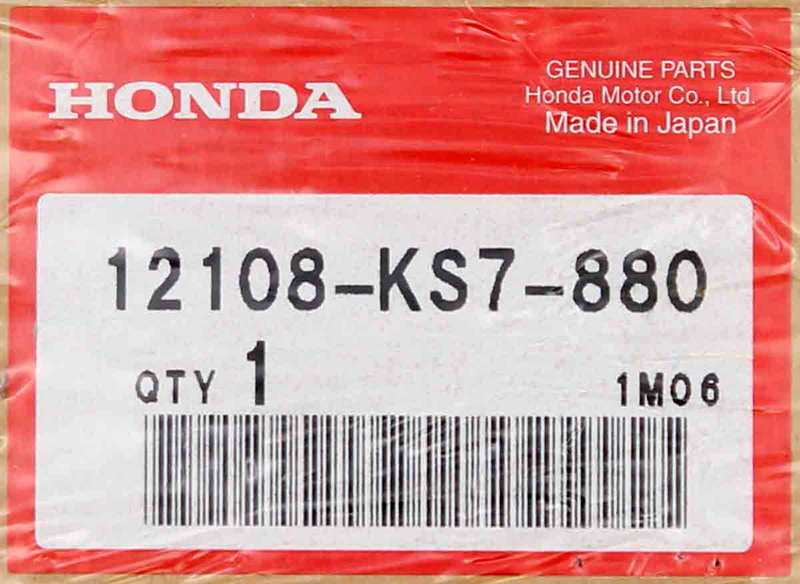 HONDA
GENUINE PARTS
Honda Motor Co., Ltd.
Made in Japan
12108-KS7-880
QTY 1
1M06